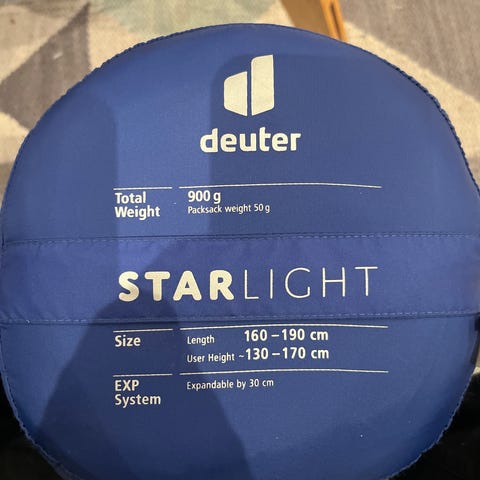 deuter
Total Weight 900 g
Packsack weight 50 g
STARLIGHT
Size Length 160 – 190 cm
User Height ~130 – 170 cm
EXP System Expandable by 30 cm